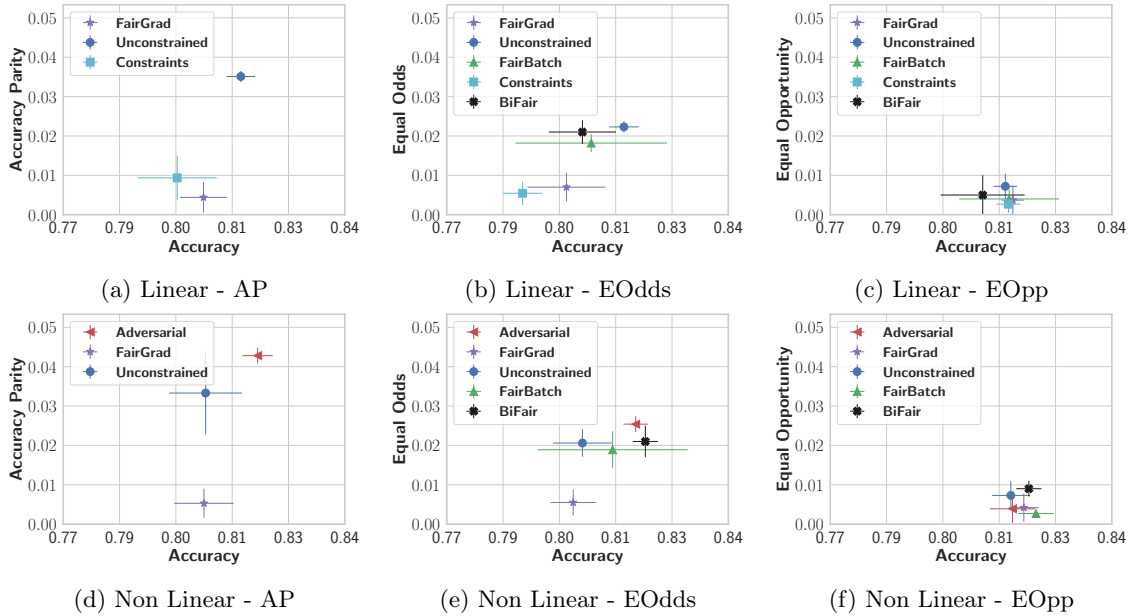 0.05
0.04
0.03
0.02
0.01
0.00
Accuracy Parity
FairGrad
Unconstrained
Constraints
0.77 0.80 0.81 0.82 0.83 0.84
Accuracy
(a) Linear - AP
0.05
0.04
0.03
0.02
0.01
0.00
Equal Odds
FairGrad
Unconstrained
FairBatch
Constraints
BiFair
0.77 0.80 0.81 0.82 0.83 0.84
Accuracy
(b) Linear - EOdds
0.05
0.04
0.03
0.02
0.01
0.00
Equal Opportunity
FairGrad
Unconstrained
FairBatch
Constraints
BiFair
0.77 0.80 0.81 0.82 0.83 0.84
Accuracy
(c) Linear - EOpp
0.05
0.04
0.03
0.02
0.01
0.00
Accuracy Parity
Adversarial
FairGrad
Unconstrained
0.77 0.80 0.81 0.82 0.83 0.84
Accuracy
(d) Non Linear - AP
0.05
0.04
0.03
0.02
0.01
0.00
Equal Odds
Adversarial
FairGrad
Unconstrained
FairBatch
BiFair
0.77 0.80 0.81 0.82 0.83 0.84
Accuracy
(e) Non Linear - EOdds
0.05
0.04
0.03
0.02
0.01
0.00
Equal Opportunity
Adversarial
FairGrad
Unconstrained
FairBatch
BiFair
0.77 0.80 0.81 0.82 0.83 0.84
Accuracy
(f) Non Linear - EOpp